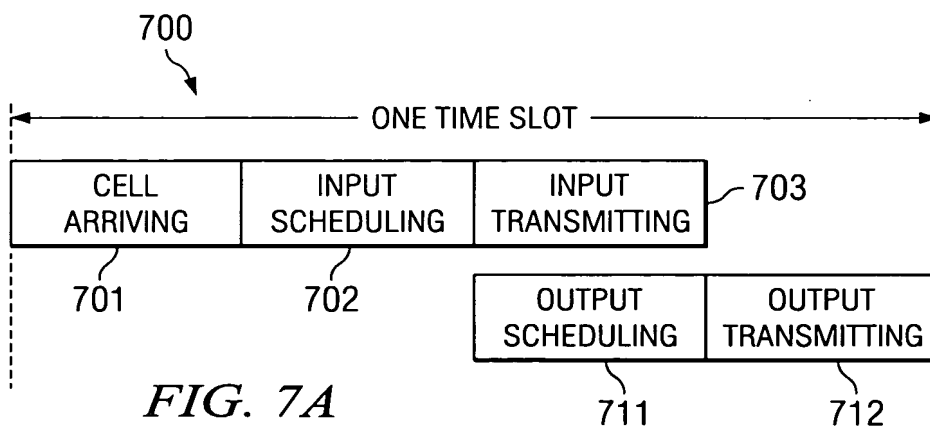 700
ONE TIME SLOT
CELL
ARRIVING
INPUT
SCHEDULING
INPUT
TRANSMITTING
703
701
702
OUTPUT
SCHEDULING
OUTPUT
TRANSMITTING
711
712
FIG. 7A